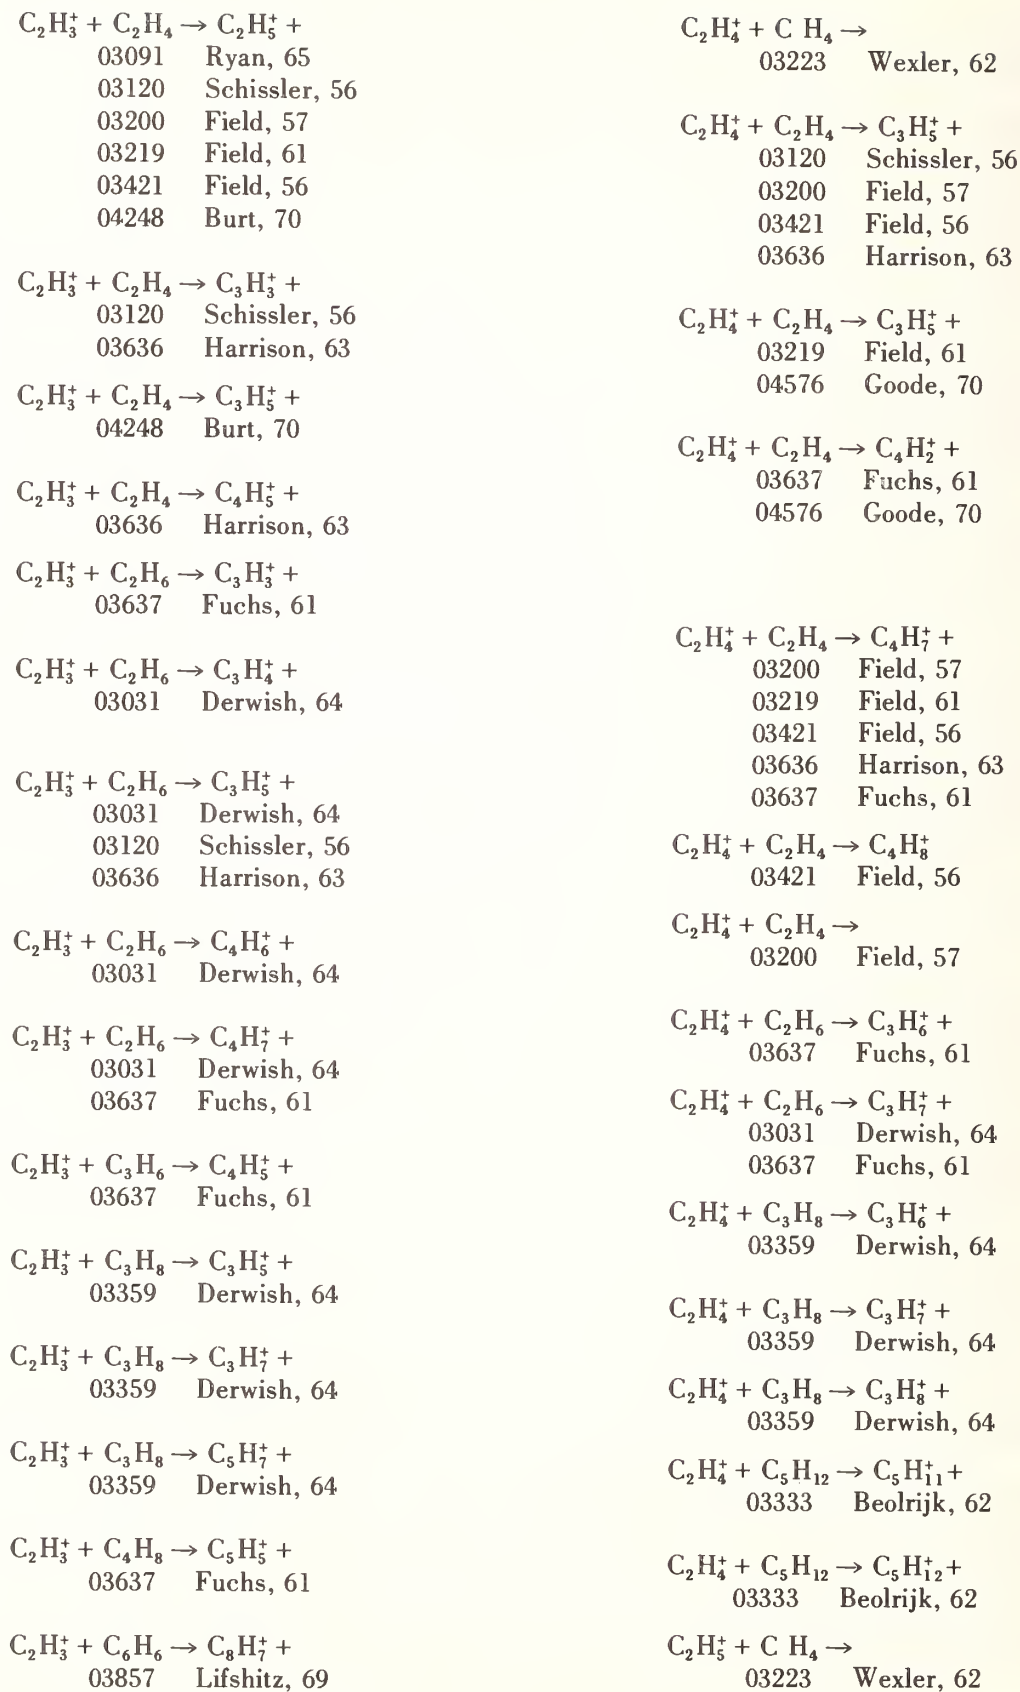 C₂H₃⁺ + C₂H₄ → C₂H₅⁺ +
03091 Ryan, 65
03120 Schissler, 56
03200 Field, 57
03219 Field, 61
03421 Field, 56
04248 Burt, 70
C₂H₃⁺ + C₂H₄ → C₃H₃⁺ +
03120 Schissler, 56
03636 Harrison, 63
C₂H₃⁺ + C₂H₄ → C₃H₅⁺ +
04248 Burt, 70
C₂H₃⁺ + C₂H₄ → C₄H₅⁺ +
03636 Harrison, 63
C₂H₃⁺ + C₂H₆ → C₃H₃⁺ +
03637 Fuchs, 61
C₂H₃⁺ + C₂H₆ → C₃H₄⁺ +
03031 Derwish, 64
C₂H₃⁺ + C₂H₆ → C₃H₅⁺ +
03031 Derwish, 64
03120 Schissler, 56
03636 Harrison, 63
C₂H₃⁺ + C₂H₆ → C₄H₆⁺ +
03031 Derwish, 64
C₂H₃⁺ + C₂H₆ → C₄H₇⁺ +
03031 Derwish, 64
03637 Fuchs, 61
C₂H₃⁺ + C₃H₆ → C₄H₅⁺ +
03637 Fuchs, 61
C₂H₃⁺ + C₃H₈ → C₃H₅⁺ +
03359 Derwish, 64
C₂H₃⁺ + C₃H₈ → C₃H₇⁺ +
03359 Derwish, 64
C₂H₃⁺ + C₃H₈ → C₅H₇⁺ +
03359 Derwish, 64
C₂H₃⁺ + C₄H₈ → C₅H₅⁺ +
03637 Fuchs, 61
C₂H₃⁺ + C₆H₆ → C₈H₇⁺ +
03857 Lifshitz, 69
C₂H₄⁺ + C H₄ →
03223 Wexler, 62
C₂H₄⁺ + C₂H₄ → C₃H₅⁺ +
03120 Schissler, 56
03200 Field, 57
03421 Field, 56
03636 Harrison, 63
C₂H₄⁺ + C₂H₄ → C₃H₅⁺ +
03219 Field, 61
04576 Goode, 70
C₂H₄⁺ + C₂H₄ → C₄H₂⁺ +
03637 Fuchs, 61
04576 Goode, 70
C₂H₄⁺ + C₂H₄ → C₄H₇⁺ +
03200 Field, 57
03219 Field, 61
03421 Field, 56
03636 Harrison, 63
03637 Fuchs, 61
C₂H₄⁺ + C₂H₄ → C₄H₈⁺
03421 Field, 56
C₂H₄⁺ + C₂H₄ →
03200 Field, 57
C₂H₄⁺ + C₂H₆ → C₃H₆⁺ +
03637 Fuchs, 61
C₂H₄⁺ + C₂H₆ → C₃H₇⁺ +
03031 Derwish, 64
03637 Fuchs, 61
C₂H₄⁺ + C₃H₈ → C₃H₆⁺ +
03359 Derwish, 64
C₂H₄⁺ + C₃H₈ → C₃H₇⁺ +
03359 Derwish, 64
C₂H₄⁺ + C₃H₈ → C₃H₈⁺ +
03359 Derwish, 64
C₂H₄⁺ + C₅H₁₂ → C₅H₁₁⁺ +
03333 Beolrijk, 62
C₂H₄⁺ + C₅H₁₂ → C₅H₁₂⁺ +
03333 Beolrijk, 62
C₂H₅⁺ + C H₄ →
03223 Wexler, 62